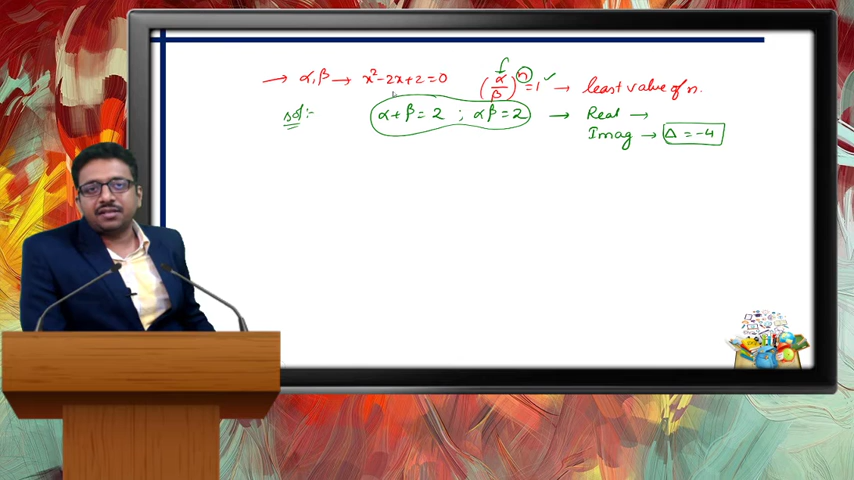 → α,β → x²-2x+2=0 (α/β)ⁿ=1 ✓ → least value of n.
sol:- α+β=2 ; αβ=2 → Real →
Imag → Δ = -4